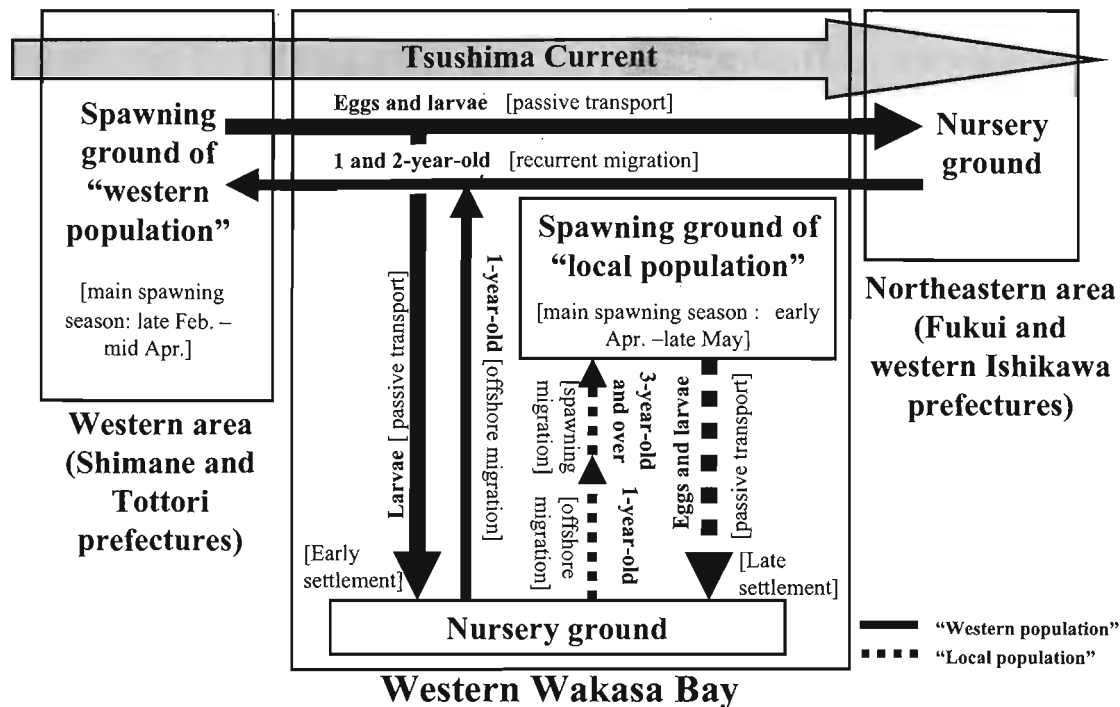 Tsushima Current
Eggs and larvae [passive transport]
Spawning
ground of
“western
population”
[main spawning
season: late Feb. –
mid Apr.]
1 and 2-year-old [recurrent migration]
Nursery
ground
Spawning ground of
“local population”
[main spawning season : early
Apr. –late May]
Western area
(Shimane and
Tottori
prefectures)
Northeastern area
(Fukui and
western Ishikawa
prefectures)
Larvae [ passive transport]
1-year-old [offshore migration]
[spawning
migration]
3-year-old
and over
[offshore
migration]
1-year-old
Eggs and larvae
[passive transport]
[Early
settlement]
[Late
settlement]
Nursery ground
Western Wakasa Bay
“Western population”
“Local population”